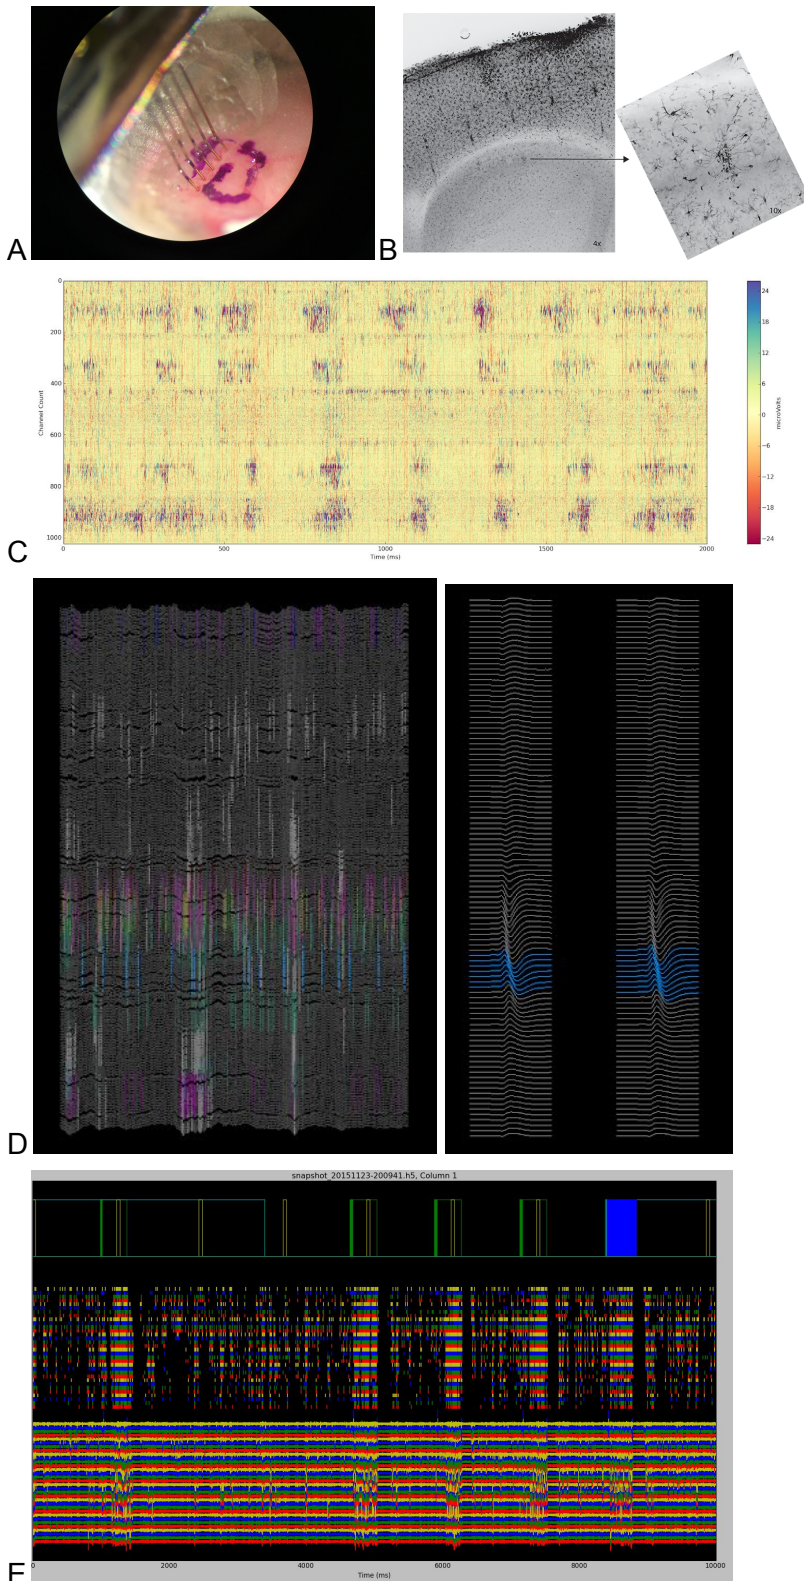 A
B
4x
10x
0
200
400
600
800
1000
Channel Count
0
500
1000
1500
2000
Time (ms)
24
18
12
6
0
−6
−12
−18
−24
microVolts
C
D
snapshot_20151123-200941.h5, Column 1
0
2000
4000
6000
8000
10000
Time (ms)
E